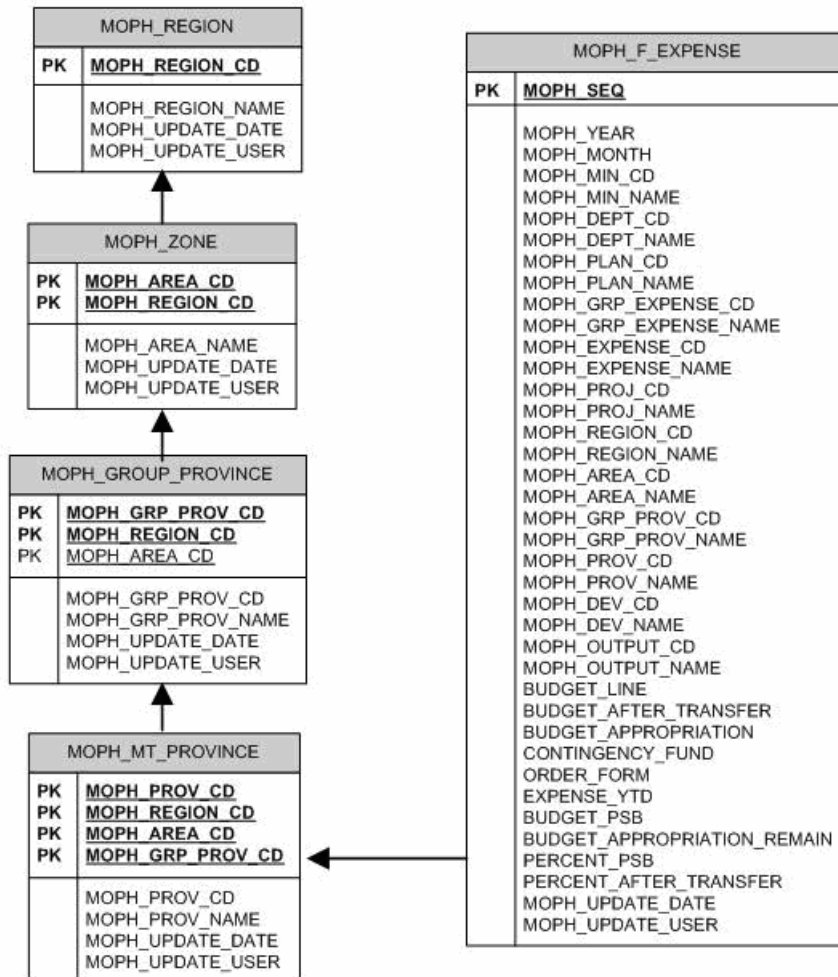 MOPH_REGION
PK MOPH_REGION_CD
MOPH_REGION_NAME
MOPH_UPDATE_DATE
MOPH_UPDATE_USER
MOPH_ZONE
PK MOPH_AREA_CD
PK MOPH_REGION_CD
MOPH_AREA_NAME
MOPH_UPDATE_DATE
MOPH_UPDATE_USER
MOPH_GROUP_PROVINCE
PK MOPH_GRP_PROV_CD
PK MOPH_REGION_CD
PK MOPH_AREA_CD
MOPH_GRP_PROV_CD
MOPH_GRP_PROV_NAME
MOPH_UPDATE_DATE
MOPH_UPDATE_USER
MOPH_MT_PROVINCE
PK MOPH_PROV_CD
PK MOPH_REGION_CD
PK MOPH_AREA_CD
PK MOPH_GRP_PROV_CD
MOPH_PROV_CD
MOPH_PROV_NAME
MOPH_UPDATE_DATE
MOPH_UPDATE_USER
MOPH_F_EXPENSE
PK MOPH_SEQ
MOPH_YEAR
MOPH_MONTH
MOPH_MIN_CD
MOPH_MIN_NAME
MOPH_DEPT_CD
MOPH_DEPT_NAME
MOPH_PLAN_CD
MOPH_PLAN_NAME
MOPH_GRP_EXPENSE_CD
MOPH_GRP_EXPENSE_NAME
MOPH_EXPENSE_CD
MOPH_EXPENSE_NAME
MOPH_PROJ_CD
MOPH_PROJ_NAME
MOPH_REGION_CD
MOPH_REGION_NAME
MOPH_AREA_CD
MOPH_AREA_NAME
MOPH_GRP_PROV_CD
MOPH_GRP_PROV_NAME
MOPH_PROV_CD
MOPH_PROV_NAME
MOPH_DEV_CD
MOPH_DEV_NAME
MOPH_OUTPUT_CD
MOPH_OUTPUT_NAME
BUDGET_LINE
BUDGET_AFTER_TRANSFER
BUDGET_APPROPRIATION
CONTINGENCY_FUND
ORDER_FORM
EXPENSE_YTD
BUDGET_PSB
BUDGET_APPROPRIATION_REMAIN
PERCENT_PSB
PERCENT_AFTER_TRANSFER
MOPH_UPDATE_DATE
MOPH_UPDATE_USER